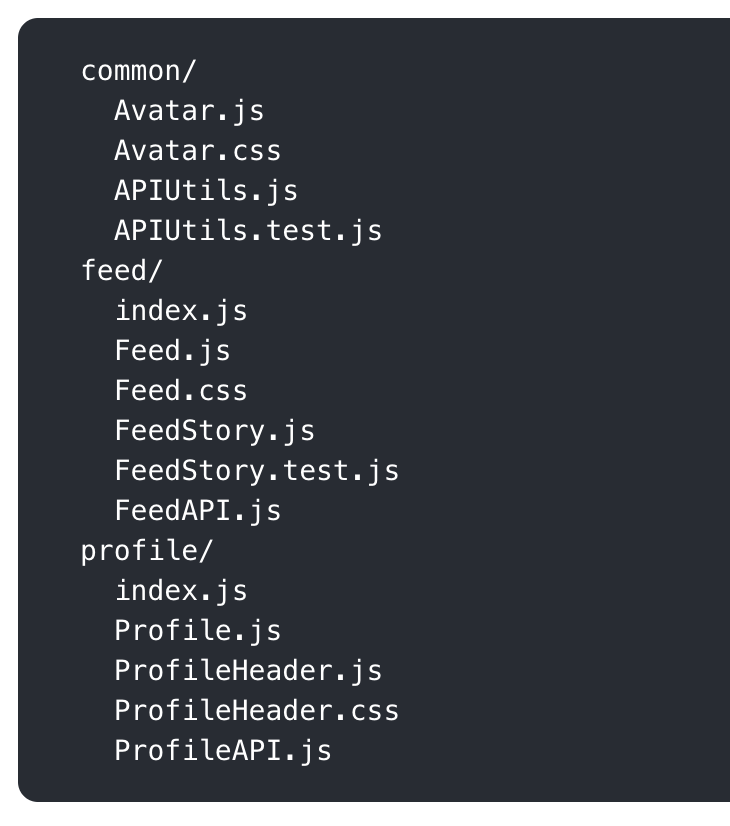 common/
  Avatar.js
  Avatar.css
  APIUtils.js
  APIUtils.test.js
feed/
  index.js
  Feed.js
  Feed.css
  FeedStory.js
  FeedStory.test.js
  FeedAPI.js
profile/
  index.js
  Profile.js
  ProfileHeader.js
  ProfileHeader.css
  ProfileAPI.js